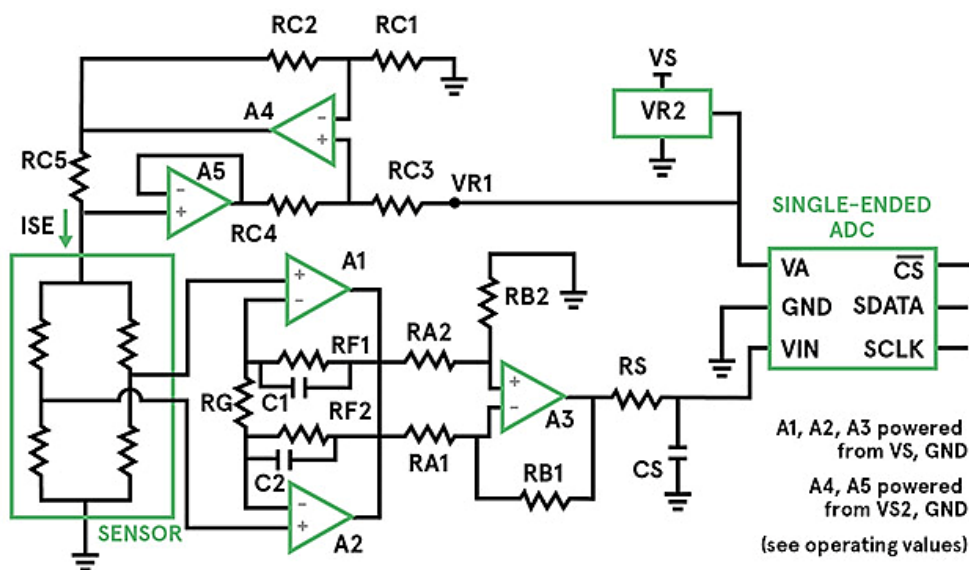 RC2
RC1
VS
A4
VR2
RC5
A5
RC3
VR1
RC4
ISE
SINGLE-ENDED
ADC
A1
RB2
VA
CS
GND
SDATA
RF1
RA2
RS
VIN
SCLK
RG
C1
RF2
A3
A1, A2, A3 powered
from VS, GND
RA1
CS
C2
RB1
A4, A5 powered
from VS2, GND
SENSOR
A2
(see operating values)
+
-
+
-
+
-
+
-
+
-